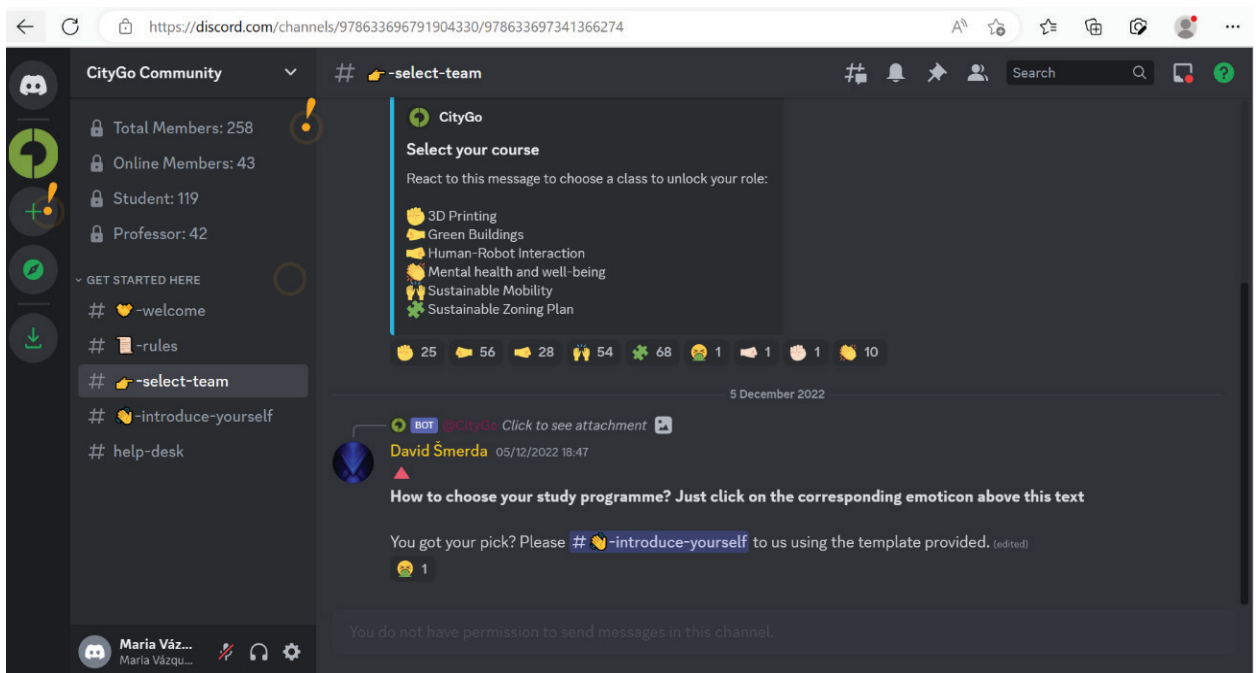 https://discord.com/channels/978633696791904330/978633697341366274
CityGo Community
# 👉-select-team
Search
Total Members: 258
Online Members: 43
Student: 119
Professor: 42
GET STARTED HERE
# -welcome
# 📜-rules
# 👉-select-team
# 👋-introduce-yourself
# help-desk
Maria Váz...
Maria Vázqu...
CityGo
Select your course
React to this message to choose a class to unlock your role:
3D Printing
Green Buildings
Human-Robot Interaction
Mental health and well-being
Sustainable Mobility
Sustainable Zoning Plan
25 56 28 54 68 1 1 1 10
5 December 2022
BOT @CityGo Click to see attachment
David Šmerda 05/12/2022 18:47
How to choose your study programme? Just click on the corresponding emoticon above this text
You got your pick? Please # 👋-introduce-yourself to us using the template provided. (edited)
1
You do not have permission to send messages in this channel.